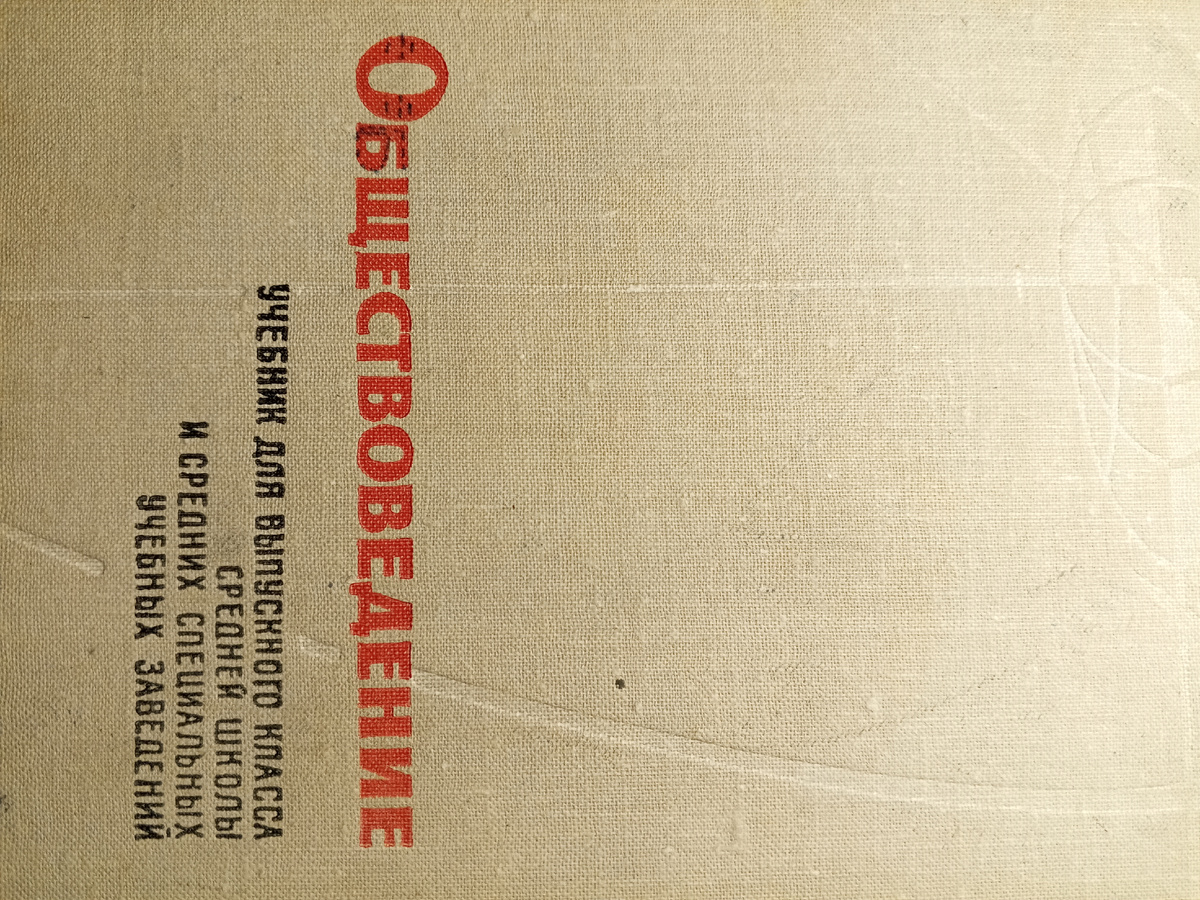 ОБЩЕСТВОВЕДЕНИЕ
УЧЕБНИК ДЛЯ ВЫПУСКНОГО КЛАССА
СРЕДНЕЙ ШКОЛЫ
И СРЕДНИХ СПЕЦИАЛЬНЫХ
УЧЕБНЫХ ЗАВЕДЕНИЙ